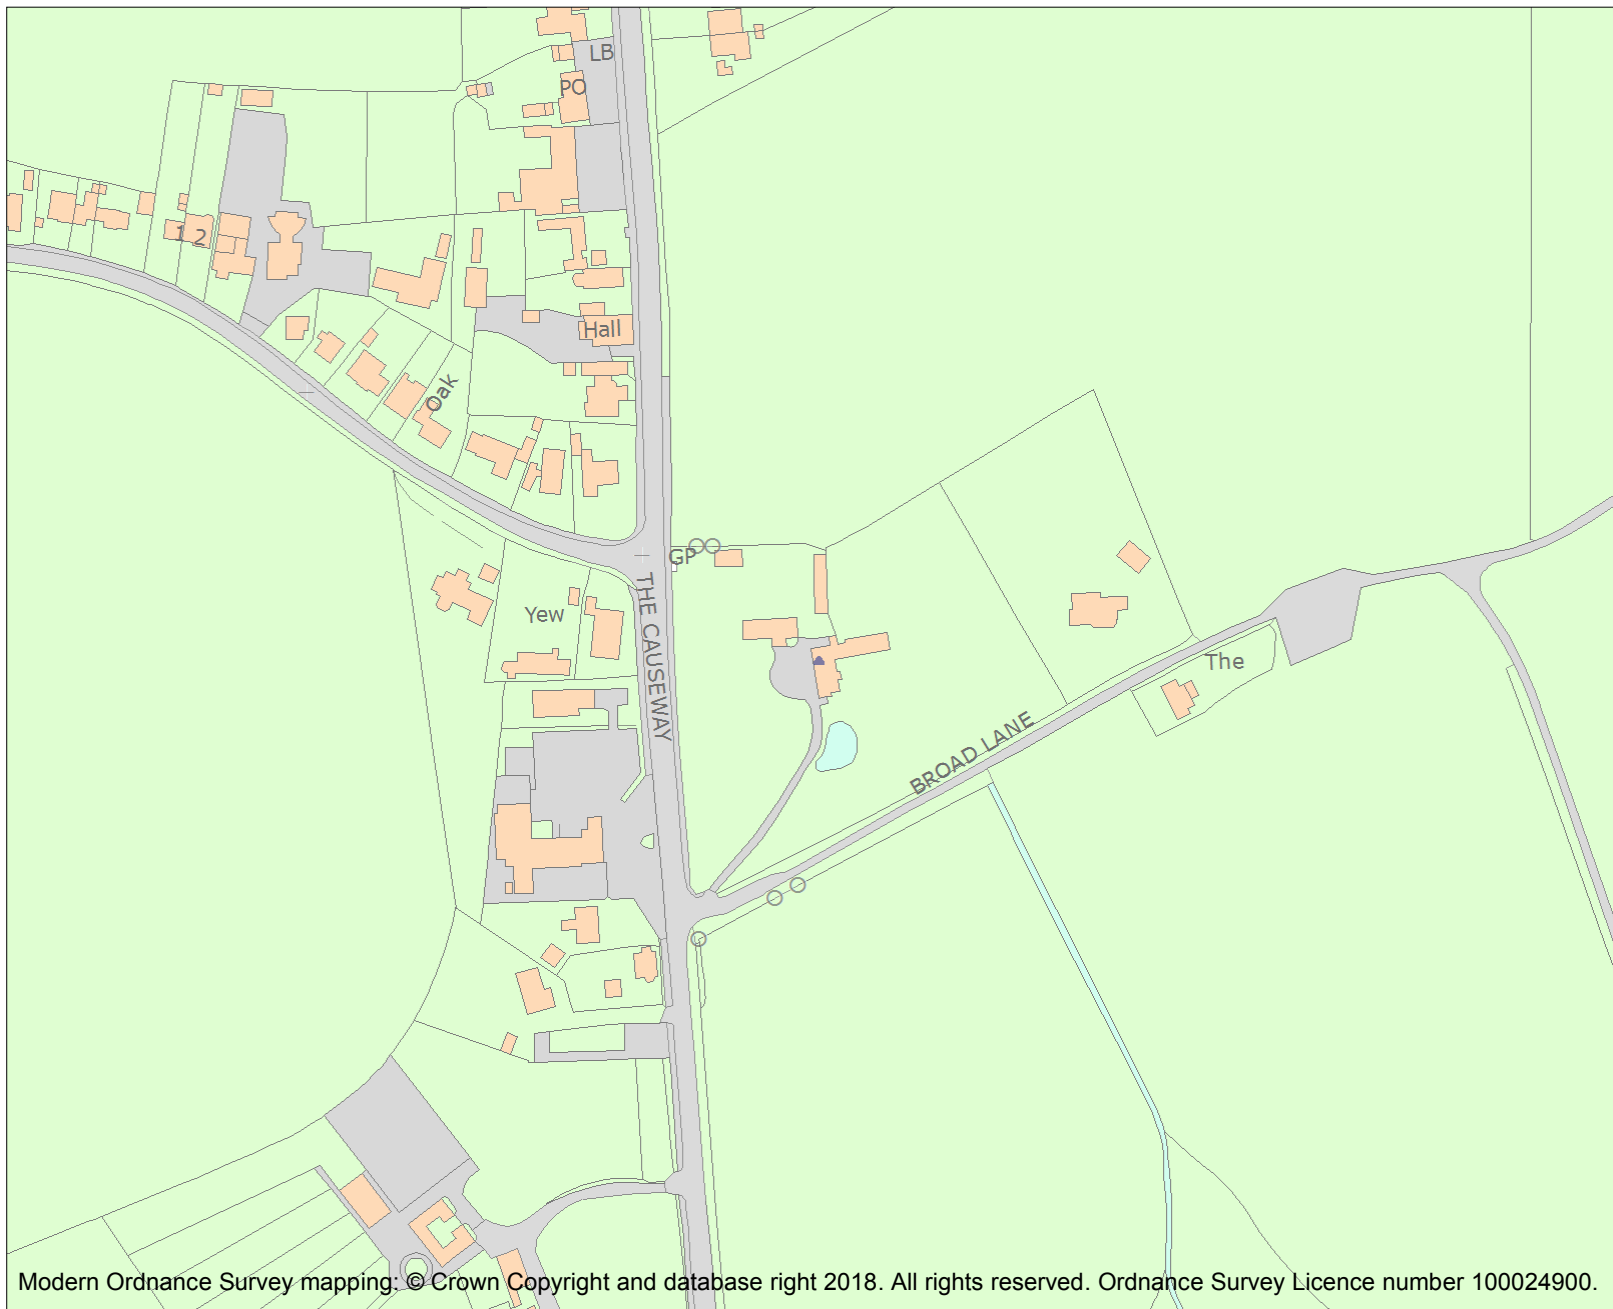 LB
PO
1 2
Hall
Oak
GP
THE CAUSEWAY
Yew
The
BROAD LANE
Modern Ordnance Survey mapping: © Crown Copyright and database right 2018. All rights reserved. Ordnance Survey Licence number 100024900.